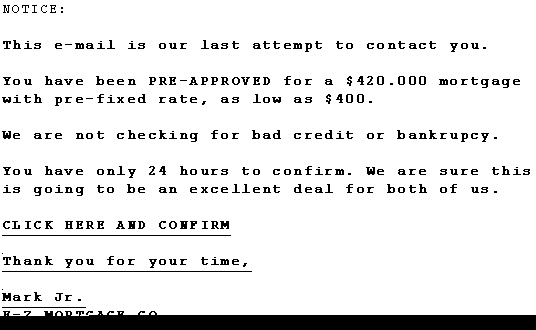 NOTICE:
This e-mail is our last attempt to contact you.
You have been PRE-APPROVED for a $420.000 mortgage
with pre-fixed rate, as low as $400.
We are not checking for bad credit or bankrupcy.
You have only 24 hours to confirm. We are sure this
is going to be an excellent deal for both of us.
CLICK HERE AND CONFIRM
Thank you for your time,
Mark Jr.
E-Z MORTGAGE CO